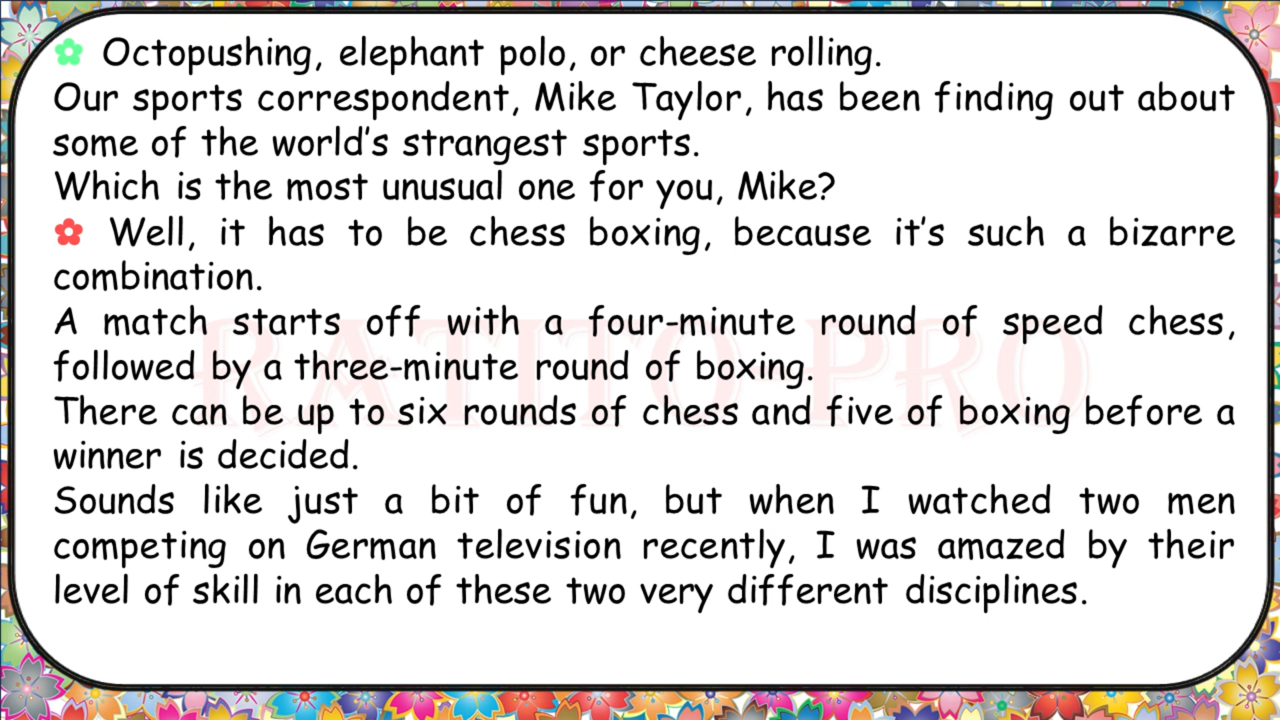 Octopushing, elephant polo, or cheese rolling.
Our sports correspondent, Mike Taylor, has been finding out about
some of the world's strangest sports.
Which is the most unusual one for you, Mike?
Well, it has to be chess boxing, because it's such a bizarre
combination.
A match starts off with a four-minute round of speed chess,
followed by a three-minute round of boxing.
There can be up to six rounds of chess and five of boxing before a
winner is decided.
Sounds like just a bit of fun, but when I watched two men
competing on German television recently, I was amazed by their
level of skill in each of these two very different disciplines.
RATITO PRO